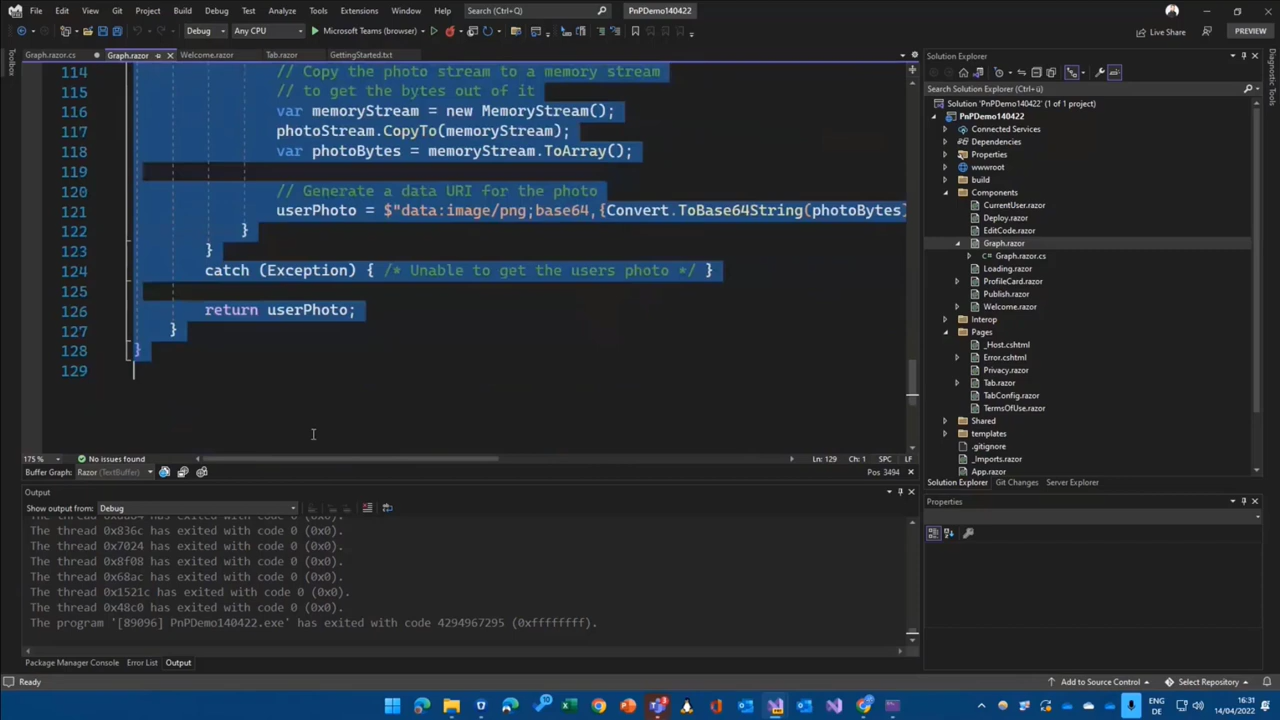 File Edit View Git Project Build Debug Test Analyze Tools Extensions Window Help Search (Ctrl+Q) PnPDemo140422
Debug Any CPU Microsoft Teams (browser) Live Share PREVIEW
Toolbox
Graph.razor.cs Graph.razor Welcome.razor Tab.razor GettingStarted.txt
114 // Copy the photo stream to a memory stream
115 // to get the bytes out of it
116 var memoryStream = new MemoryStream();
117 photoStream.CopyTo(memoryStream);
118 var photoBytes = memoryStream.ToArray();
119
120 // Generate a data URI for the photo
121 userPhoto = $"data:image/png;base64,{Convert.ToBase64String(photoBytes)
122 }
123 }
124 catch (Exception) { /* Unable to get the users photo */ }
125
126 return userPhoto;
127 }
128 }
129
175 % No issues found Ln: 129 Ch: 1 SPC LF
Buffer Graph: Razor (TextBuffer) Pos 3494
Output
Show output from: Debug
The thread 0x836c has exited with code 0 (0x0).
The thread 0x7024 has exited with code 0 (0x0).
The thread 0x8f08 has exited with code 0 (0x0).
The thread 0x68ac has exited with code 0 (0x0).
The thread 0x1521c has exited with code 0 (0x0).
The thread 0x48c0 has exited with code 0 (0x0).
The program '[89096] PnPDemo140422.exe' has exited with code 4294967295 (0xffffffff).
Package Manager Console Error List Output
Solution Explorer
Search Solution Explorer (Ctrl+ü)
Solution 'PnPDemo140422' (1 of 1 project)
PnPDemo140422
Connected Services
Dependencies
Properties
wwwroot
build
Components
CurrentUser.razor
Deploy.razor
EditCode.razor
Graph.razor
Graph.razor.cs
Loading.razor
ProfileCard.razor
Publish.razor
Welcome.razor
Interop
Pages
_Host.cshtml
Error.cshtml
Privacy.razor
Tab.razor
TabConfig.razor
TermsOfUse.razor
Shared
templates
.gitignore
_Imports.razor
App.razor
Solution Explorer Git Changes Server Explorer
Properties
Diagnostic Tools
Ready Add to Source Control Select Repository
ENG
DE
16:31
14/04/2022